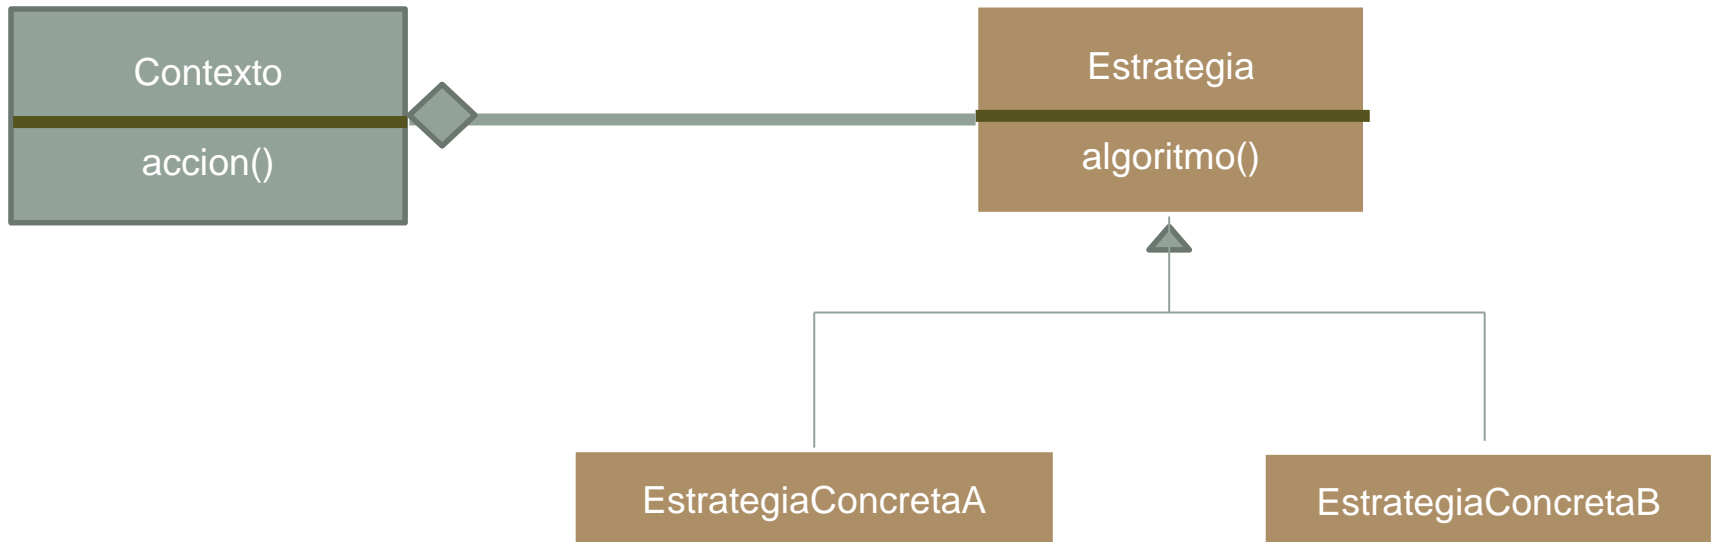 Contexto
accion()
Estrategia
algoritmo()
EstrategiaConcretaA
EstrategiaConcretaB